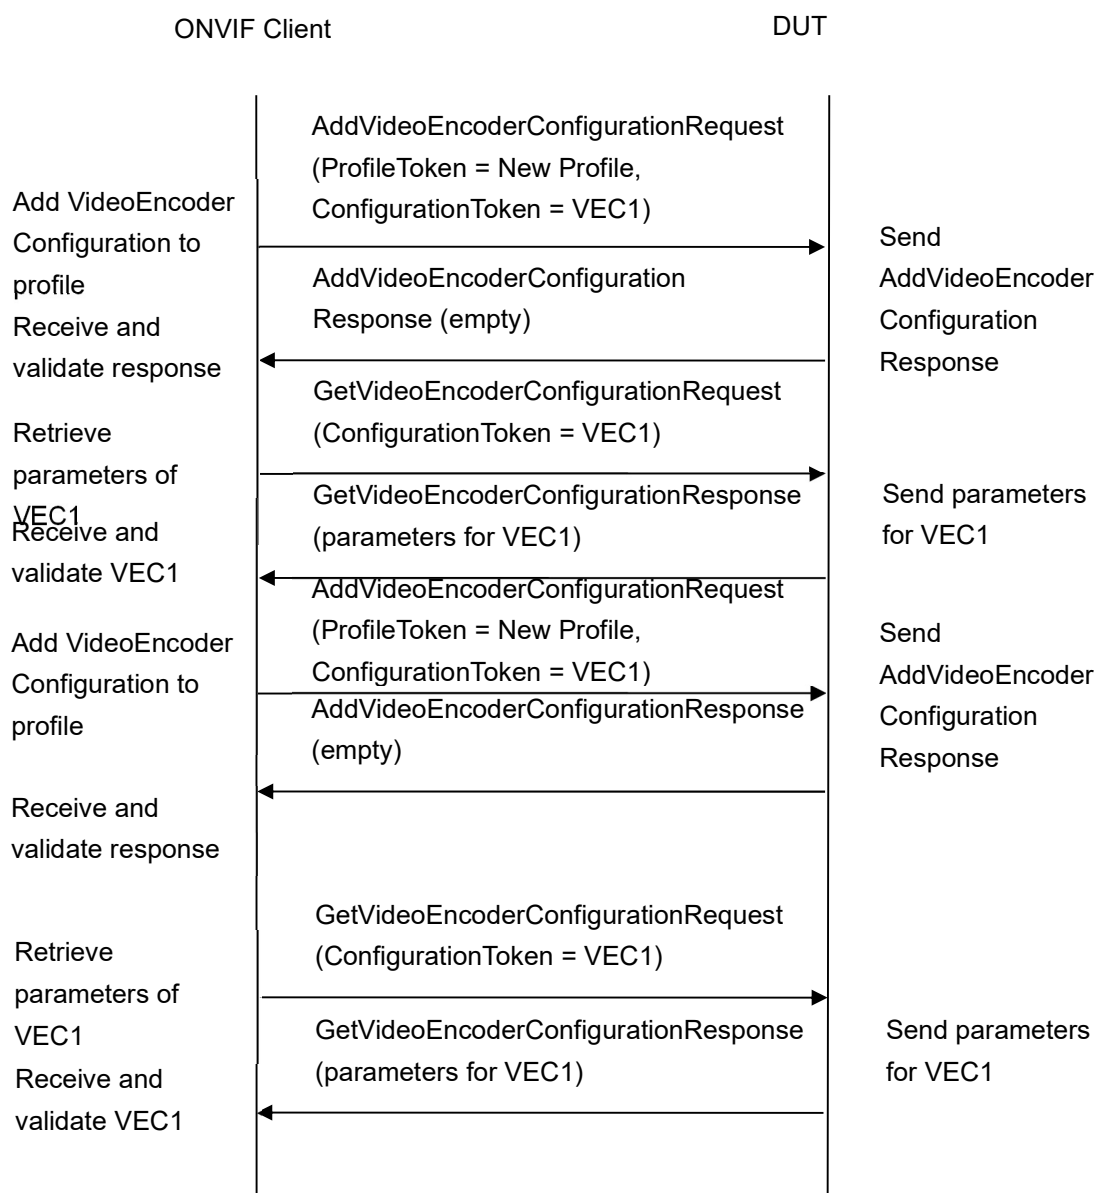 ONVIF Client
DUT
AddVideoEncoderConfigurationRequest
(ProfileToken = New Profile,
ConfigurationToken = VEC1)
Add VideoEncoder
Configuration to
profile
Send
AddVideoEncoder
Configuration
Response
AddVideoEncoderConfiguration
Response (empty)
Receive and
validate response
GetVideoEncoderConfigurationRequest
(ConfigurationToken = VEC1)
Retrieve
parameters of
VEC1
GetVideoEncoderConfigurationResponse
(parameters for VEC1)
Send parameters
for VEC1
Receive and
validate VEC1
AddVideoEncoderConfigurationRequest
(ProfileToken = New Profile,
ConfigurationToken = VEC1)
Add VideoEncoder
Configuration to
profile
Send
AddVideoEncoder
Configuration
Response
AddVideoEncoderConfigurationResponse
(empty)
Receive and
validate response
GetVideoEncoderConfigurationRequest
(ConfigurationToken = VEC1)
Retrieve
parameters of
VEC1
GetVideoEncoderConfigurationResponse
(parameters for VEC1)
Send parameters
for VEC1
Receive and
validate VEC1